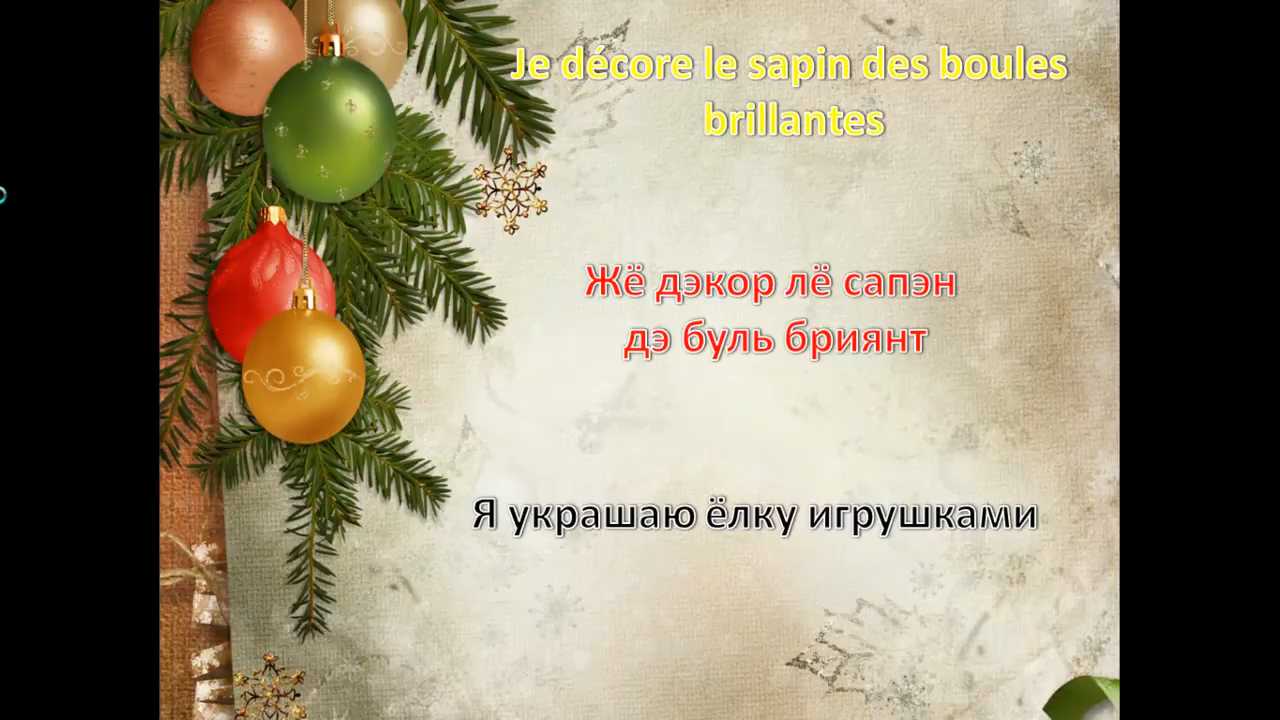 Je décore le sapin des boules
brillantes
Жё дэкор лё сапэн
дэ буль бриянт
Я украшаю ёлку игрушками